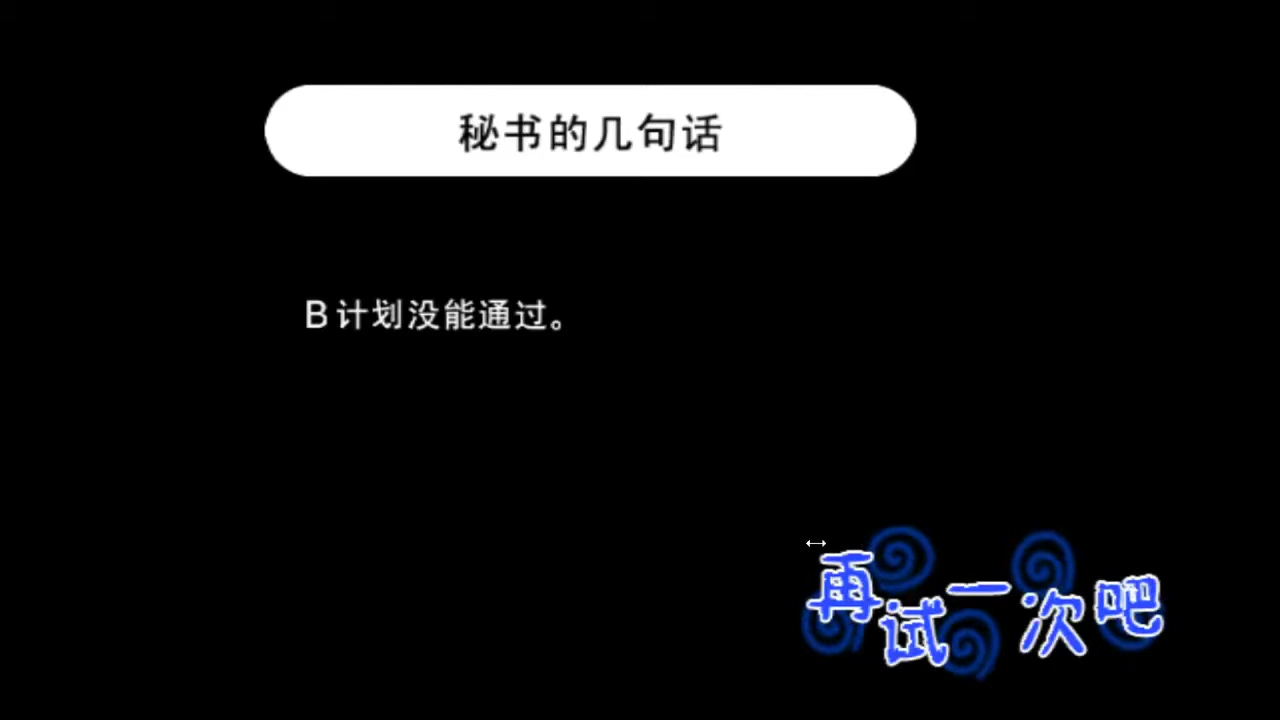 秘书的几句话
B计划没能通过。
再试一次吧